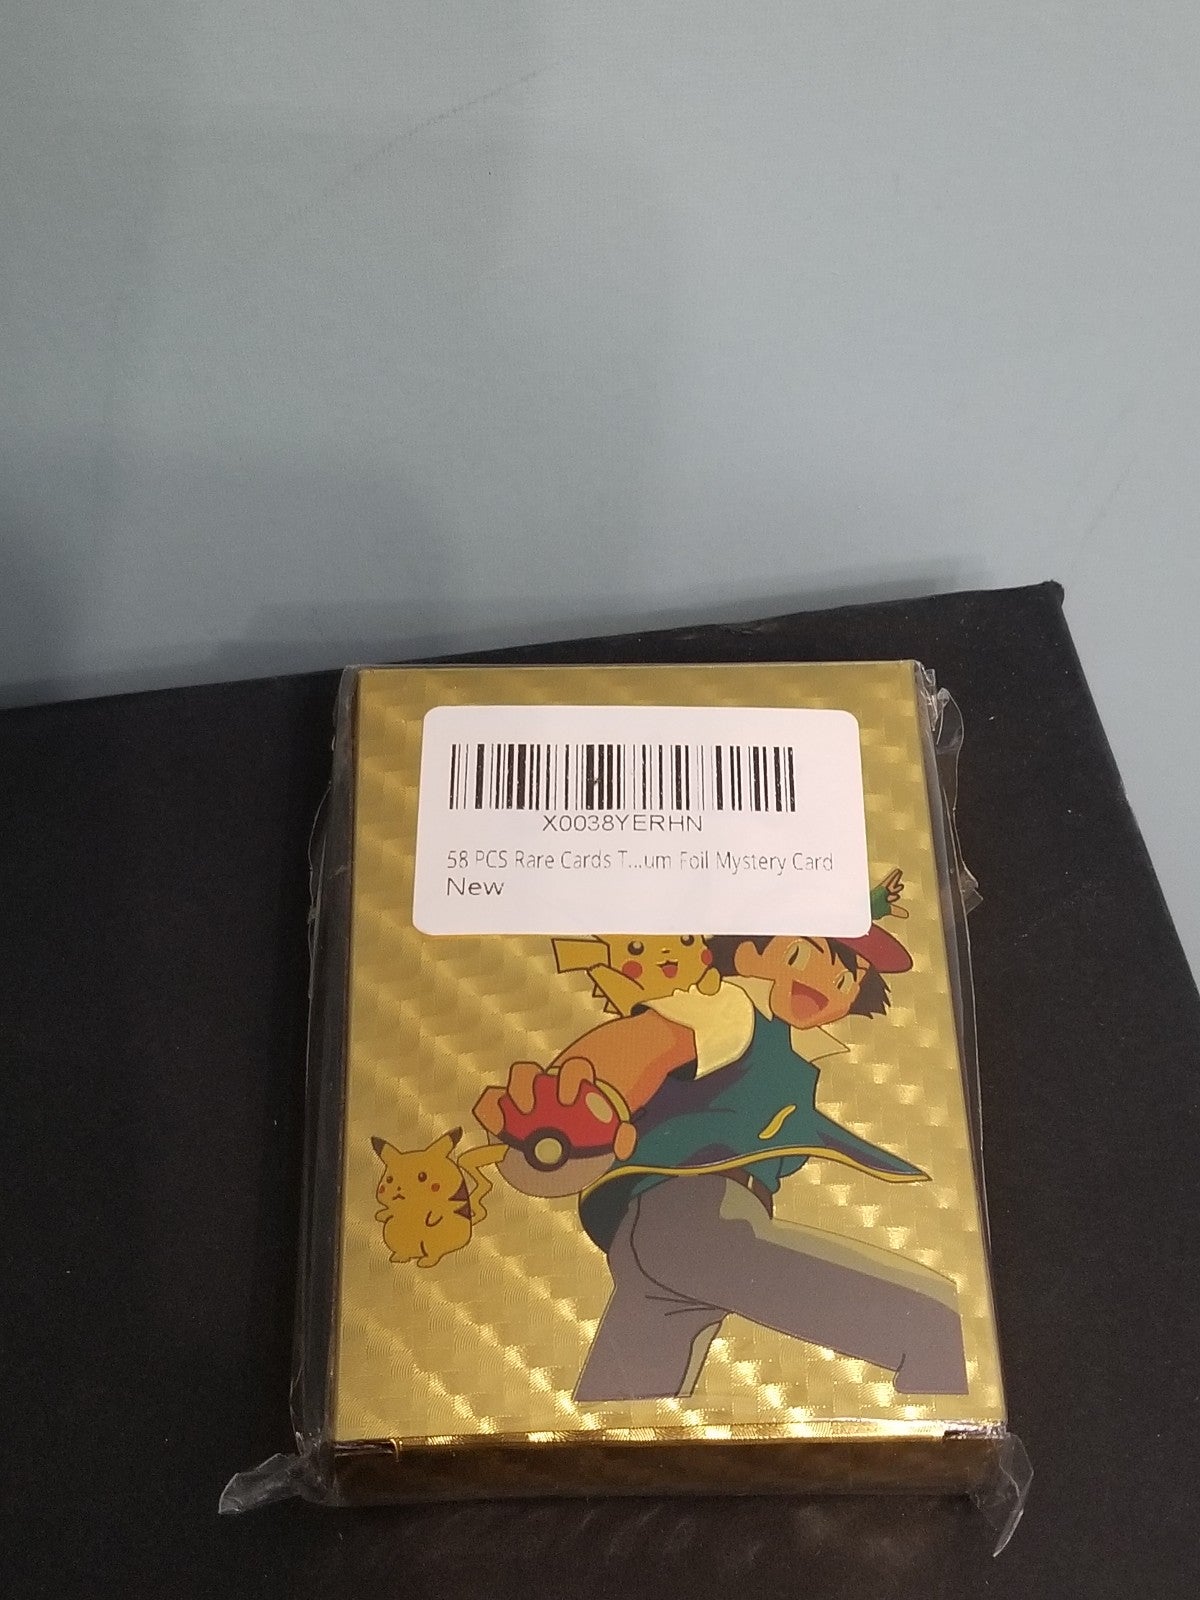 X0038YERHN
58 PCS Rare Cards T...um Foil Mystery Card
New